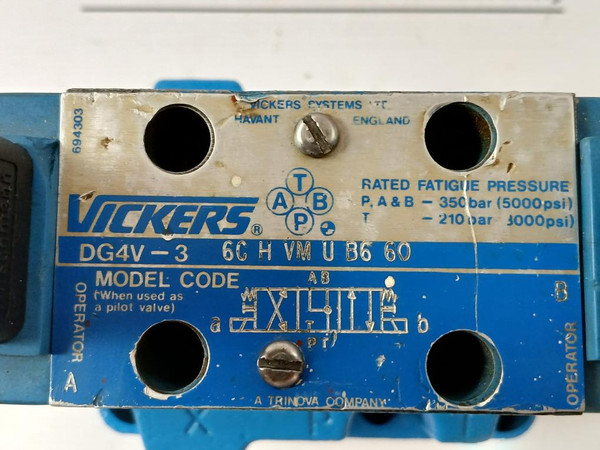 VICKERS SYSTEMS LTD
HAVANT ENGLAND
694303
T
A B
P
VICKERS®
RATED FATIGUE PRESSURE
P, A & B - 350bar (5000psi)
T - 210bar 3000psi)
DG4V-3 6C H VM U B6 60
MODEL CODE
(When used as
a pilot valve)
AB
a b
T
P
OPERATOR A
B OPERATOR
A TRINOVA COMPANY
X